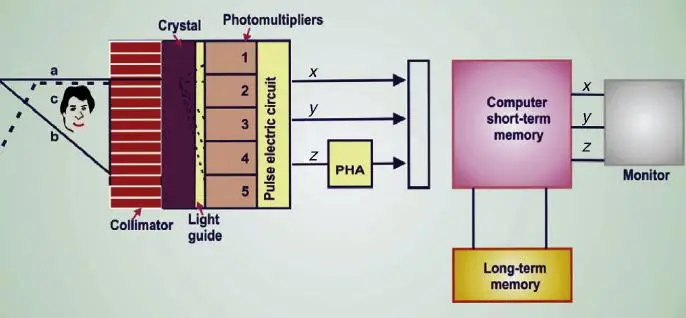 Crystal
Photomultipliers
a
c
b
1
2
3
4
5
Pulse electric circuit
x
y
z
PHA
Collimator
Light
guide
Computer
short-term
memory
x
y
z
Monitor
Long-term
memory